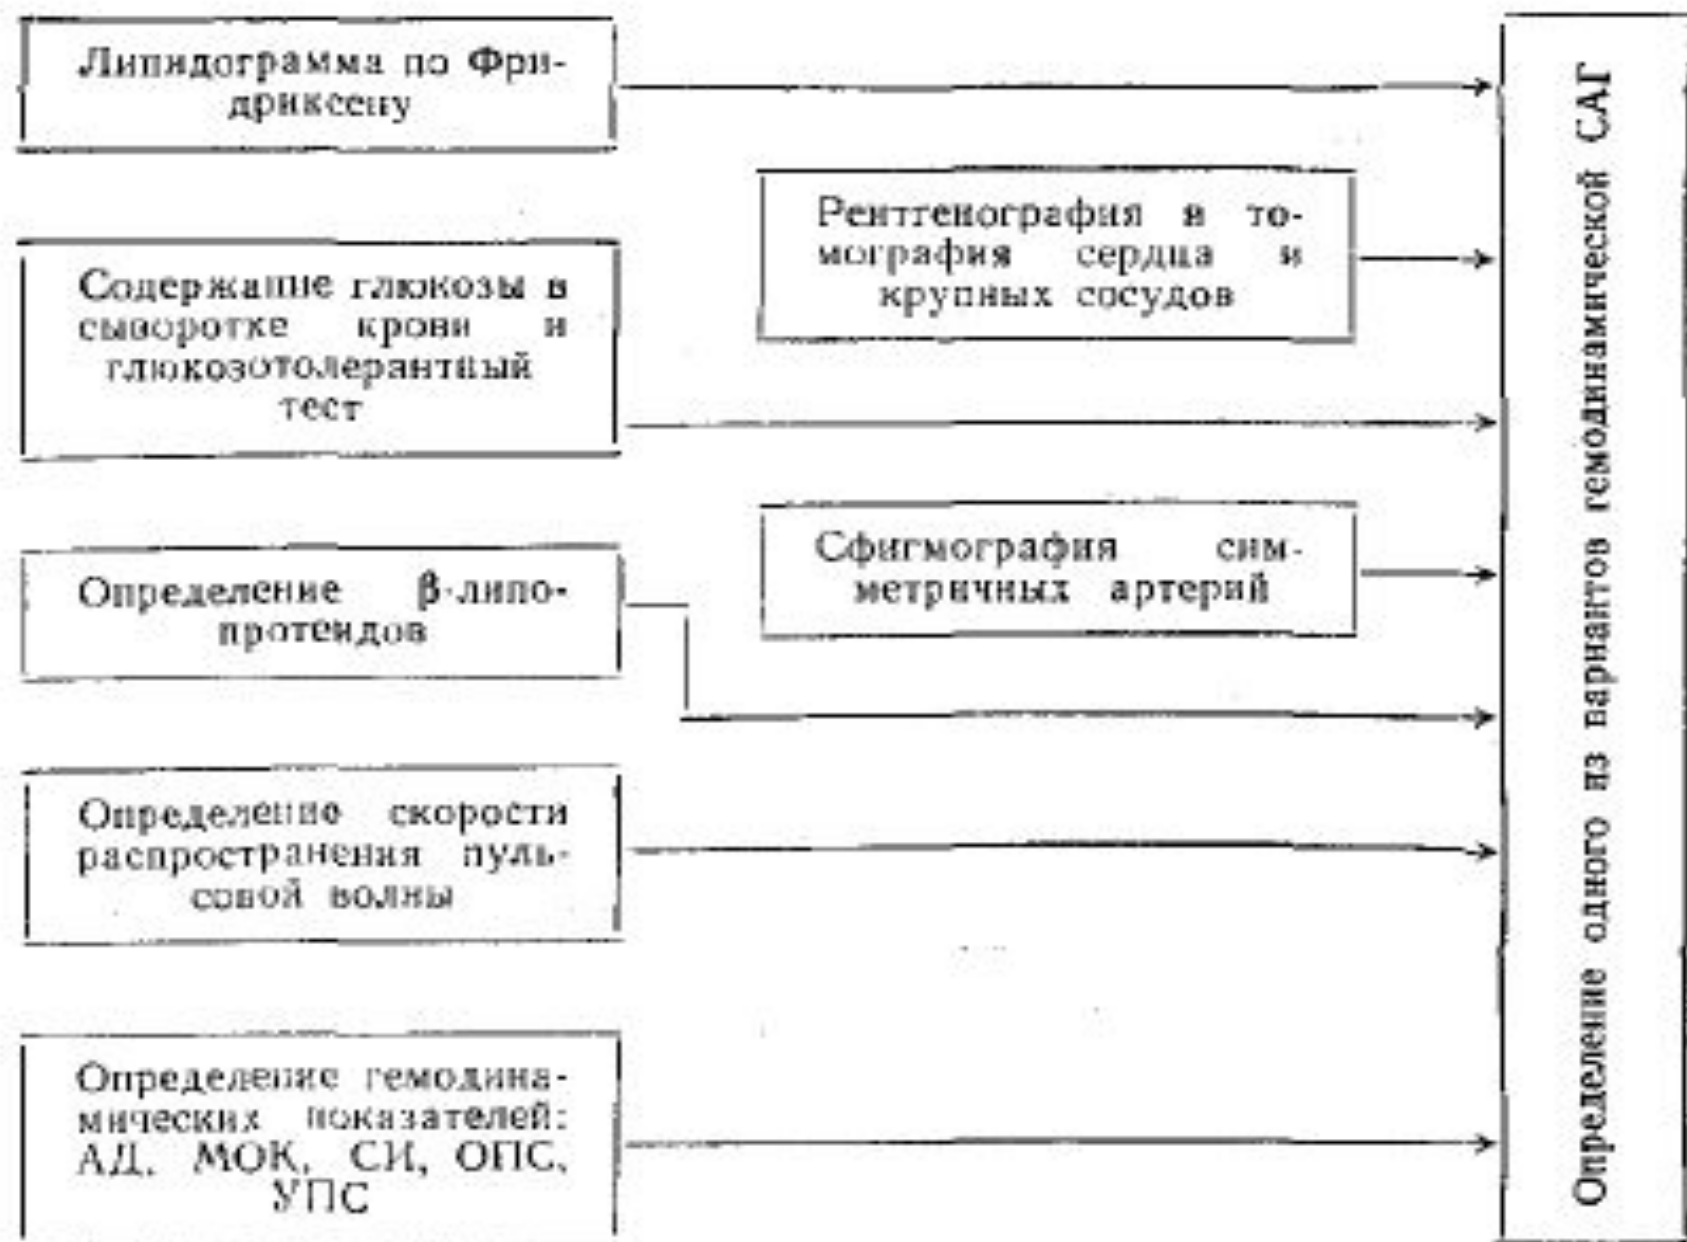 Липидограмма по Фри-
дриксену
Рентгенография и то-
мография сердца и
крупных сосудов
Содержание глюкозы в
сыворотке крови и
глюкозотолерантный
тест
Сфигмография сим-
метричных артерий
Определение β-липо-
протеидов
Определение скорости
распространения пуль-
совой волны
Определение гемодина-
мических показателей:
АД, МОК, СИ, ОПС,
УПС
Определение одного из вариантов гемодинамической САГ